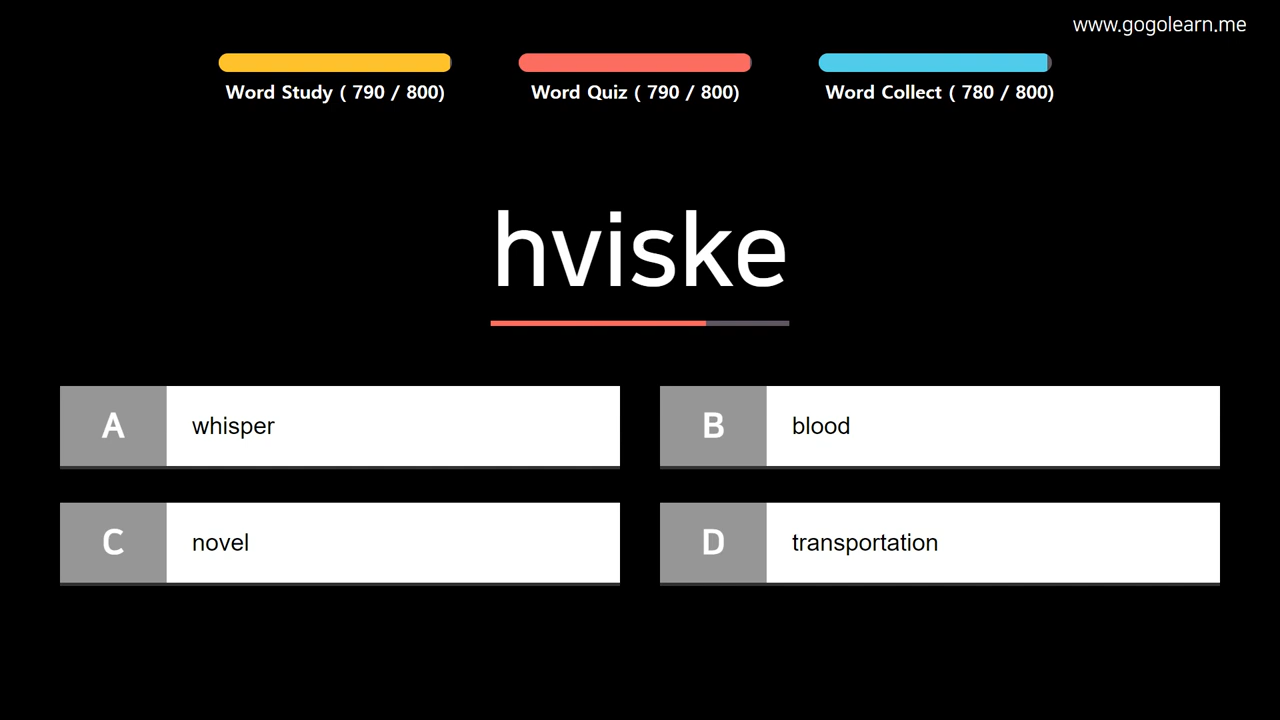 www.gogolearn.me
Word Study ( 790 / 800)
Word Quiz ( 790 / 800)
Word Collect ( 780 / 800)
hviske
A whisper
B blood
C novel
D transportation